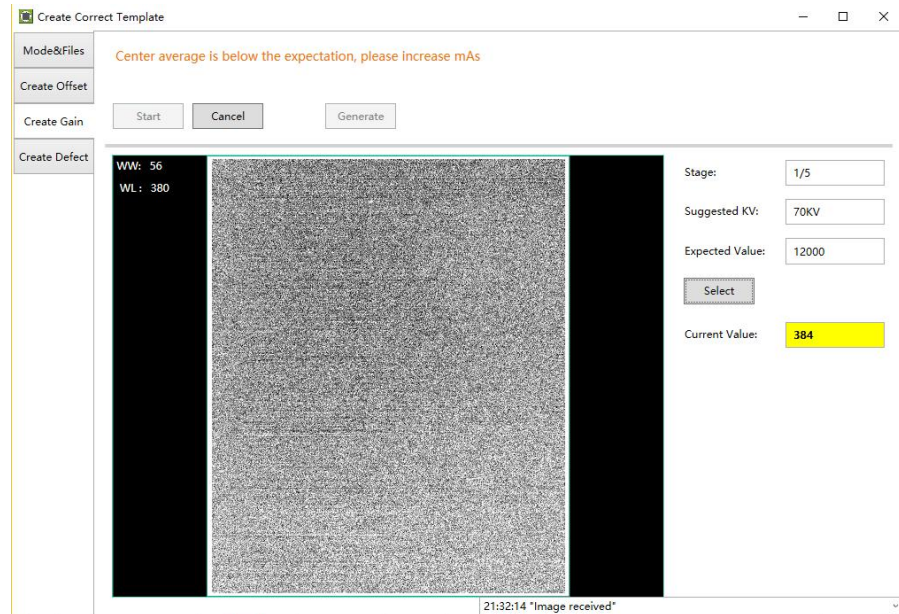 Create Correct Template
Mode&Files
Create Offset
Create Gain
Create Defect
Center average is below the expectation, please increase mAs
Start
Cancel
Generate
WW: 56
WL: 380
Stage:
1/5
Suggested KV:
70KV
Expected Value:
12000
Select
Current Value:
384
21:32:14 "Image received"